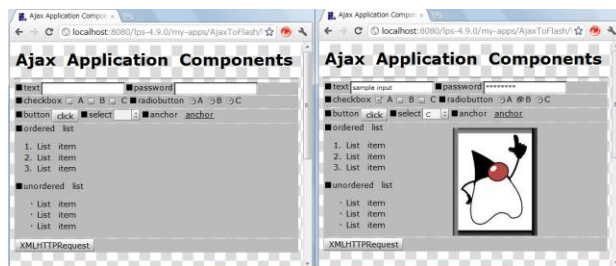 Ajax Application Compon
localhost:8080/lps-4.9.0/my-apps/AjaxToFlash/
Ajax Application Components
text password
checkbox A B C radiobutton A B C
button click select anchor anchor
ordered list
1. List item
2. List item
3. List item
unordered list
· List item
· List item
· List item
XMLHTTPRequest
Ajax Application Compon
localhost:8080/lps-4.9.0/my-apps/AjaxToFlash/
Ajax Application Components
text sample input password ********
checkbox A B C radiobutton A B C
button click select C anchor anchor
ordered list
1. List item
2. List item
3. List item
unordered list
· List item
· List item
· List item
XMLHTTPRequest